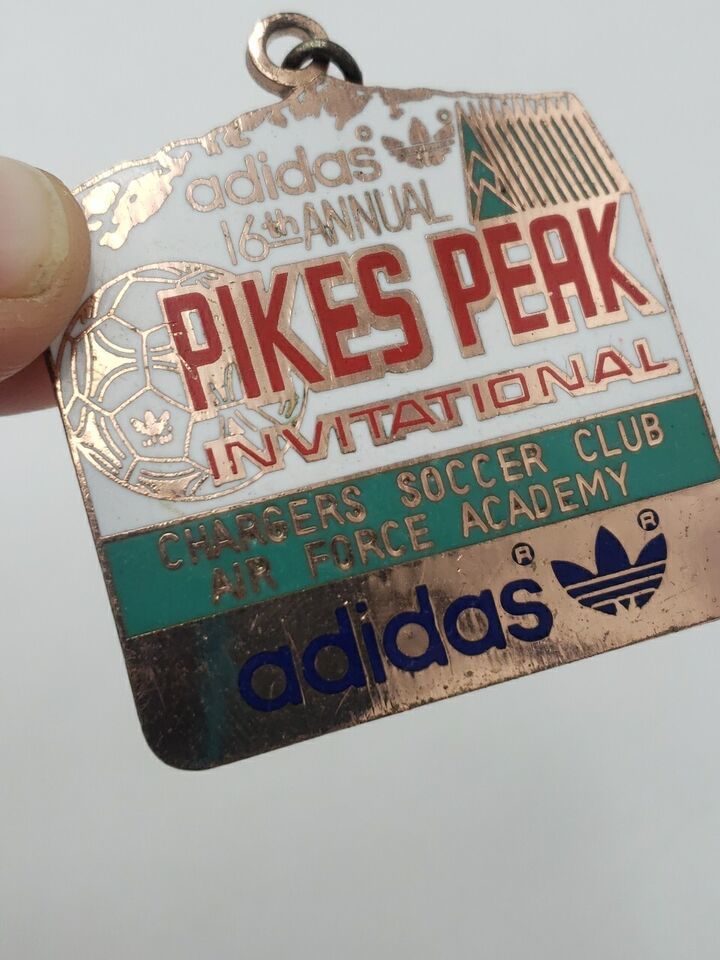 adidas®
16th ANNUAL
PIKES PEAK
INVITATIONAL
CHARGERS SOCCER CLUB
AIR FORCE ACADEMY
adidas® ®